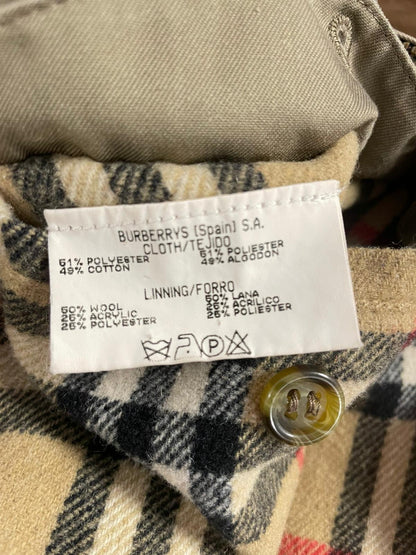 BURBERRYS (Spain) S.A.
CLOTH/TEJIDO
51% POLYESTER 51% POLIESTER
49% COTTON 49% ALGODON
LINNING/FORRO
50% WOOL 50% LANA
25% ACRYLIC 25% ACRILICO
25% POLYESTER 25% POLIESTER
P